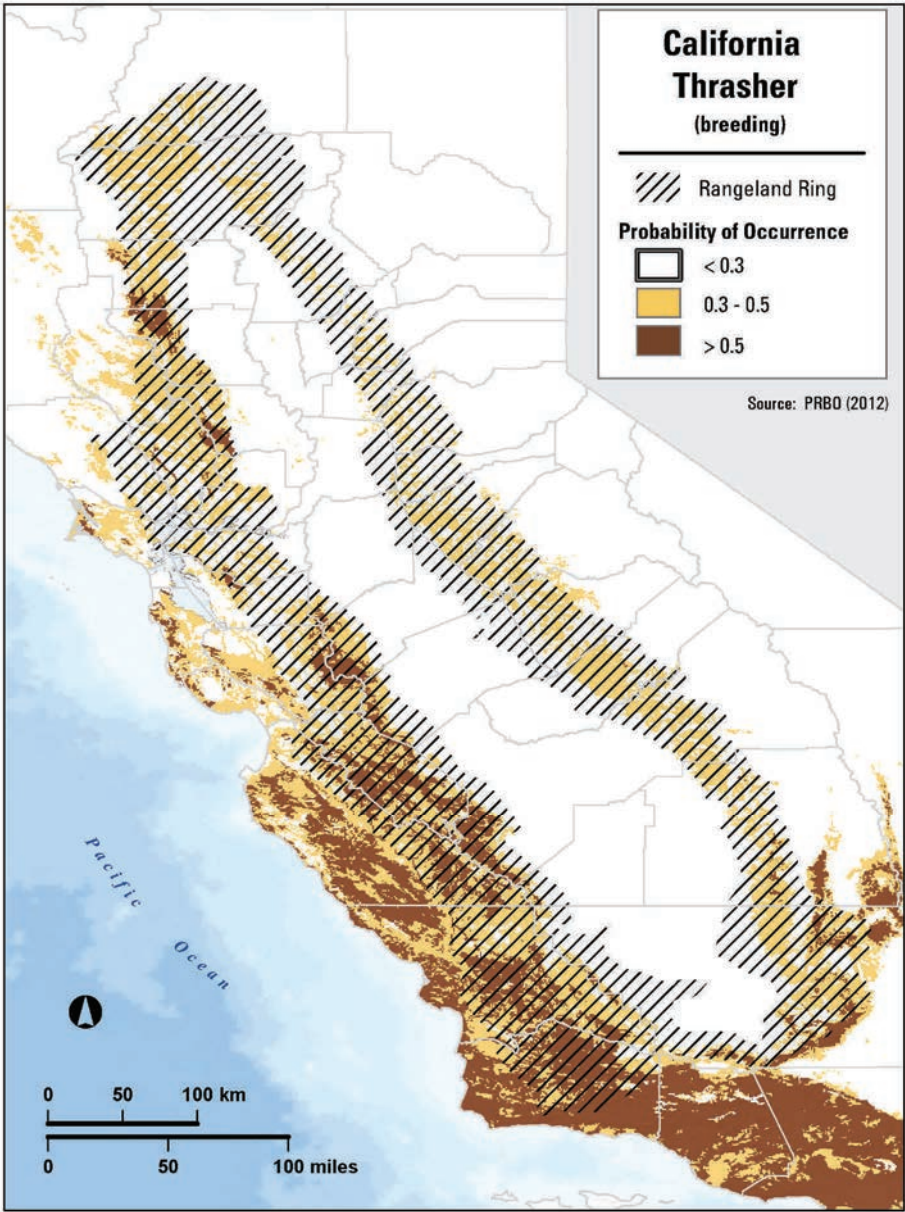 California
Thrasher
(breeding)
Rangeland Ring
Probability of Occurrence
< 0.3
0.3 - 0.5
> 0.5
Source: PRBO (2012)
Pacific
Ocean
0 50 100 km
0 50 100 miles